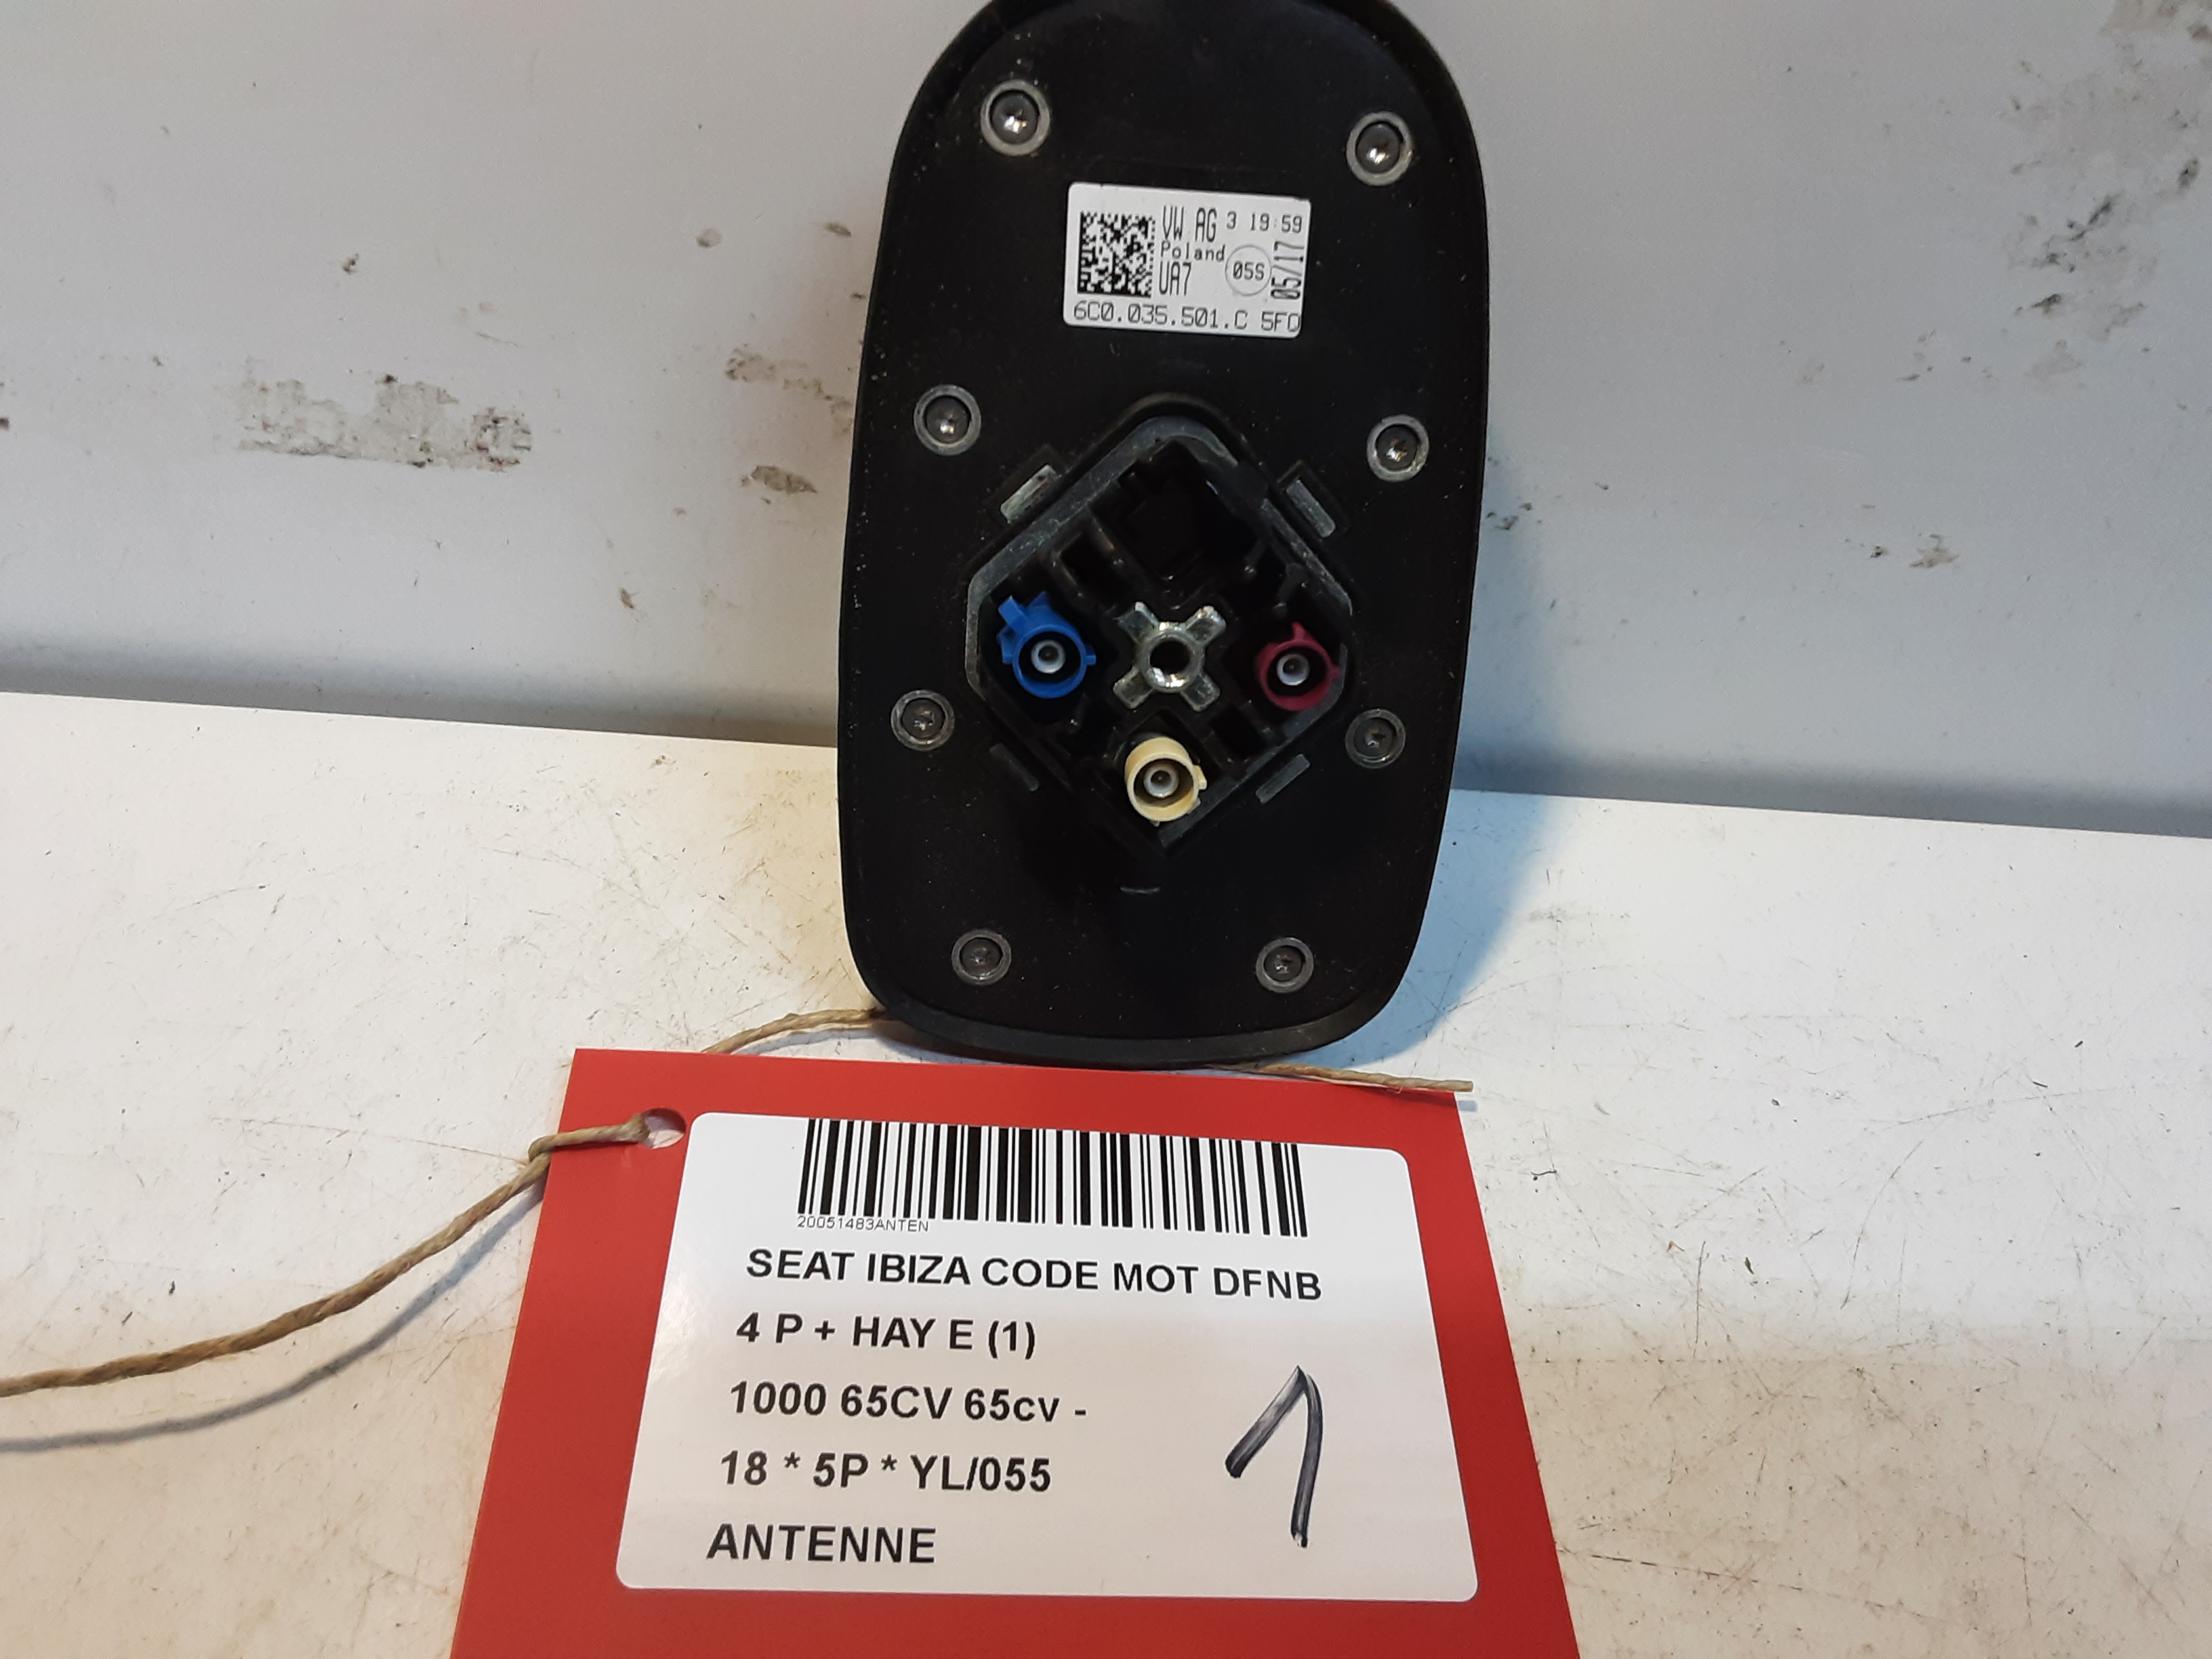 VW AG 3 19:59
Poland
UA7 05S 05/17
6C0.035.501.C 5FC
20051483ANTEN
SEAT IBIZA CODE MOT DFNB
4 P + HAY E (1)
1000 65CV 65cv -
18 * 5P * YL/055
ANTENNE
1